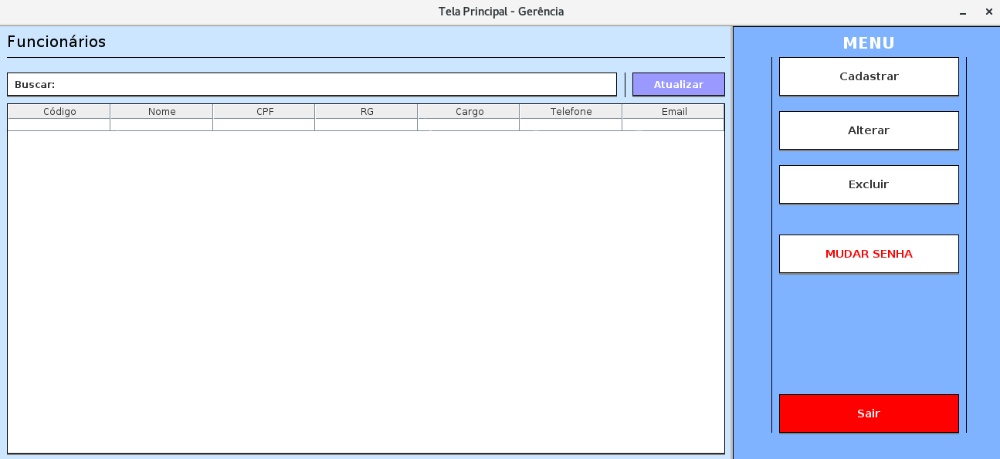 Tela Principal - Gerência
Funcionários
Buscar:
Atualizar
Código Nome CPF RG Cargo Telefone Email
MENU
Cadastrar
Alterar
Excluir
MUDAR SENHA
Sair